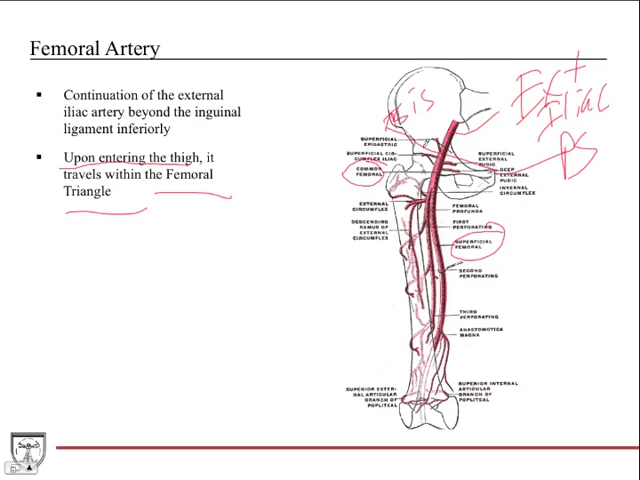 Femoral Artery
Continuation of the external
iliac artery beyond the inguinal
ligament inferiorly
Upon entering the thigh, it
travels within the Femoral
Triangle
Ext
Iliac
SUPERFICIAL
EPIGASTRIC
SUPERFICIAL CIR-
CUMFLEX ILIAC
COMMON
FEMORAL
SUPERFICIAL
EXTERNAL
PUDIC
DEEP
EXTERNAL
PUDIC
INTERNAL
CIRCUMFLEX
EXTERNAL
CIRCUMFLEX
DESCENDING
RAMUS OF
EXTERNAL
CIRCUMFLEX
FEMORAL
PROFUNDA
FIRST
PERFORATING
SUPERFICIAL
FEMORAL
SECOND
PERFORATING
THIRD
PERFORATING
ANASTOMOTICA
MAGNA
SUPERIOR EXTER-
NAL ARTICULAR
BRANCH OF
POPLITEAL
SUPERIOR INTERNAL
ARTICULAR
BRANCH OF
POPLITEAL